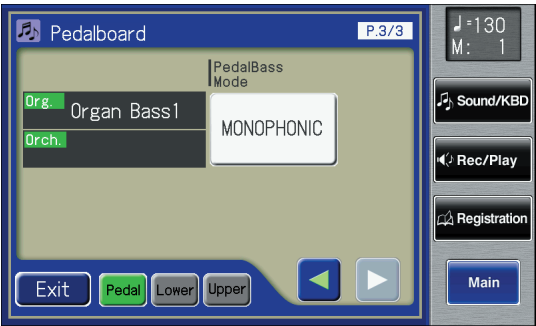 Pedalboard
P.3/3
PedalBass
Mode
Org.
Organ Bass1
MONOPHONIC
Orch.
Exit
Pedal
Lower
Upper
♩=130
M: 1
Sound/KBD
Rec/Play
Registration
Main